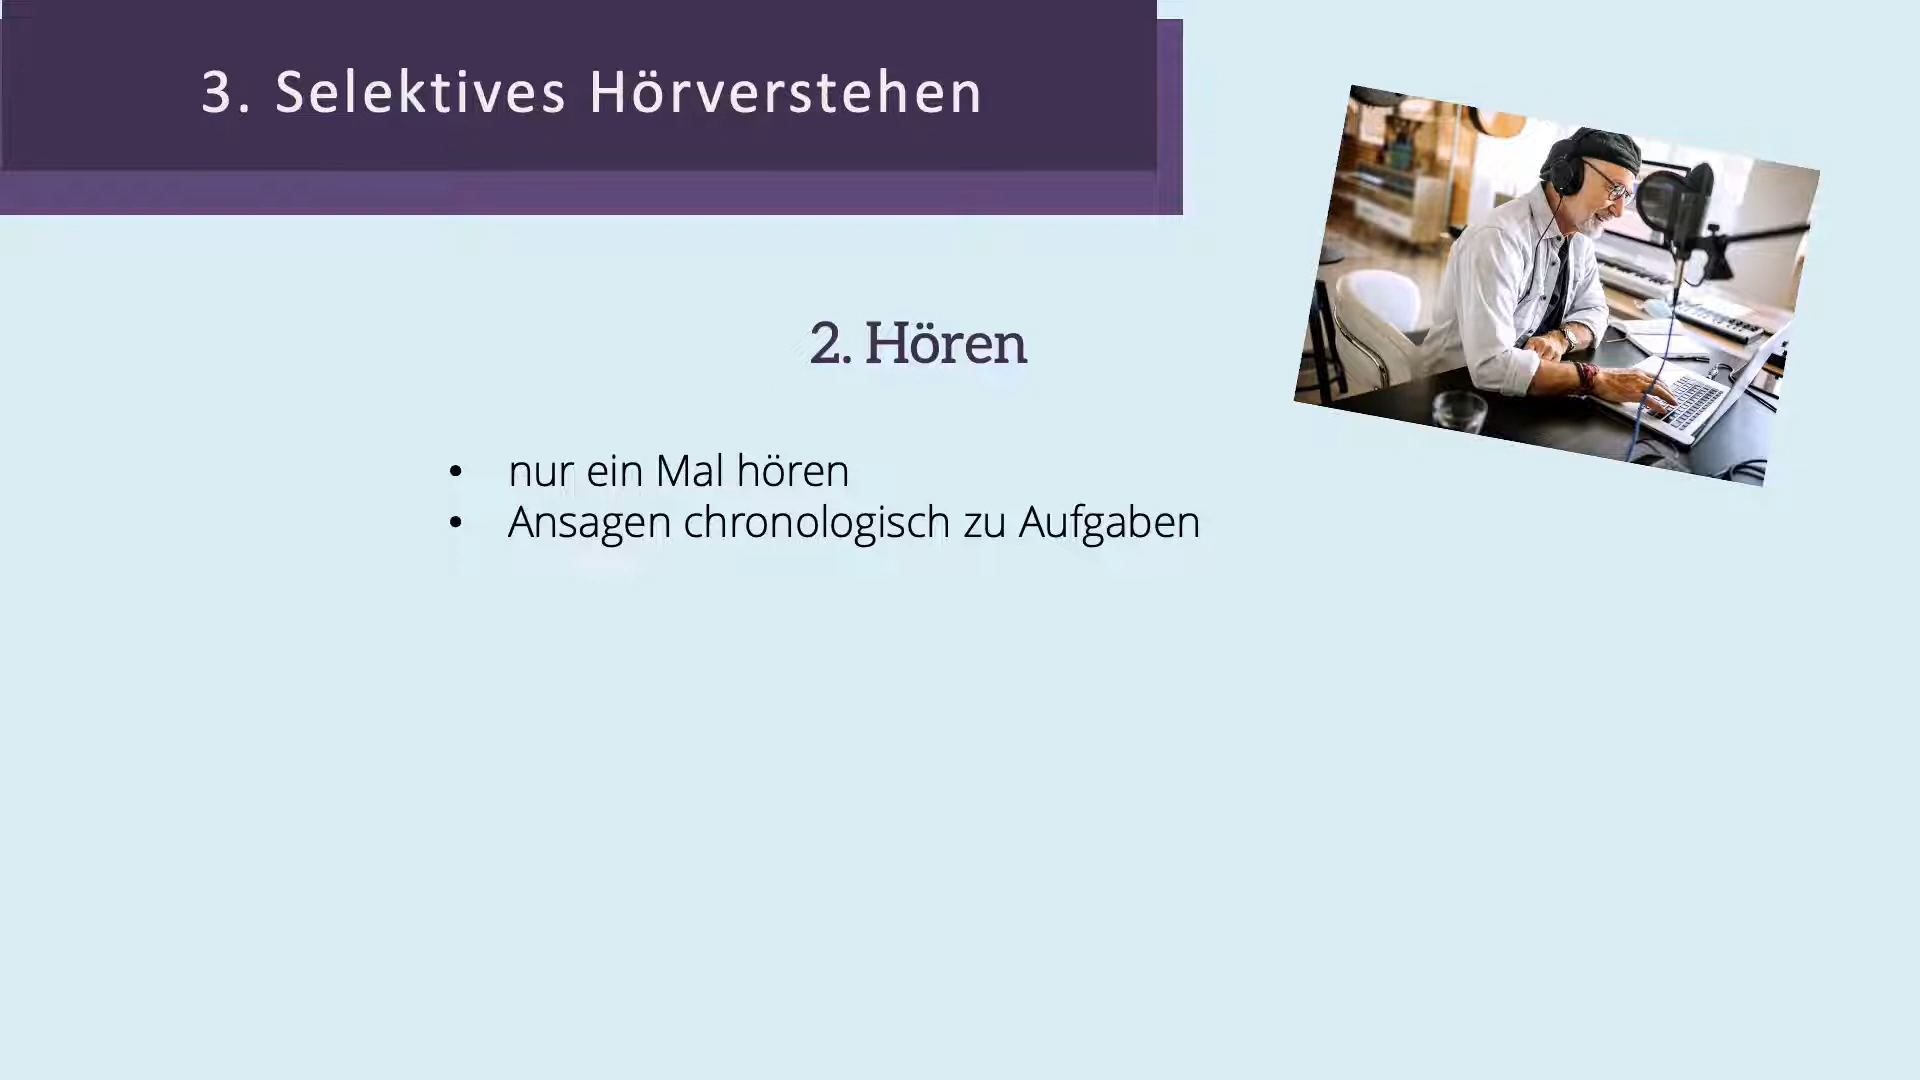 3. Selektives Hörverstehen
2. Hören
• nur ein Mal hören
• Ansagen chronologisch zu Aufgaben